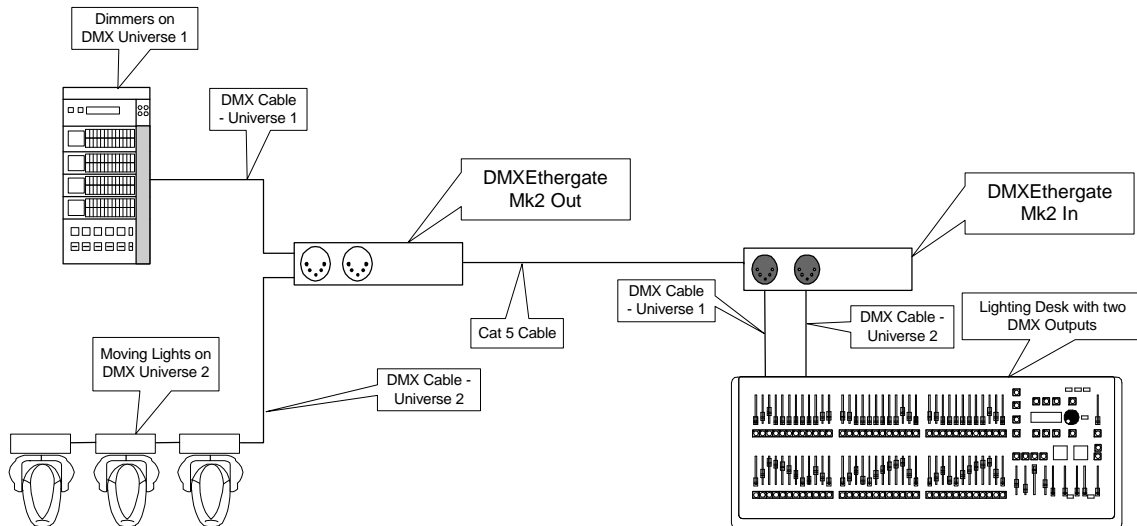 Dimmers on
DMX Universe 1
DMX Cable
- Universe 1
DMXEthergate
Mk2 Out
DMXEthergate
Mk2 In
DMX Cable
- Universe 1
DMX Cable -
Universe 2
Lighting Desk with two
DMX Outputs
Cat 5 Cable
Moving Lights on
DMX Universe 2
DMX Cable -
Universe 2